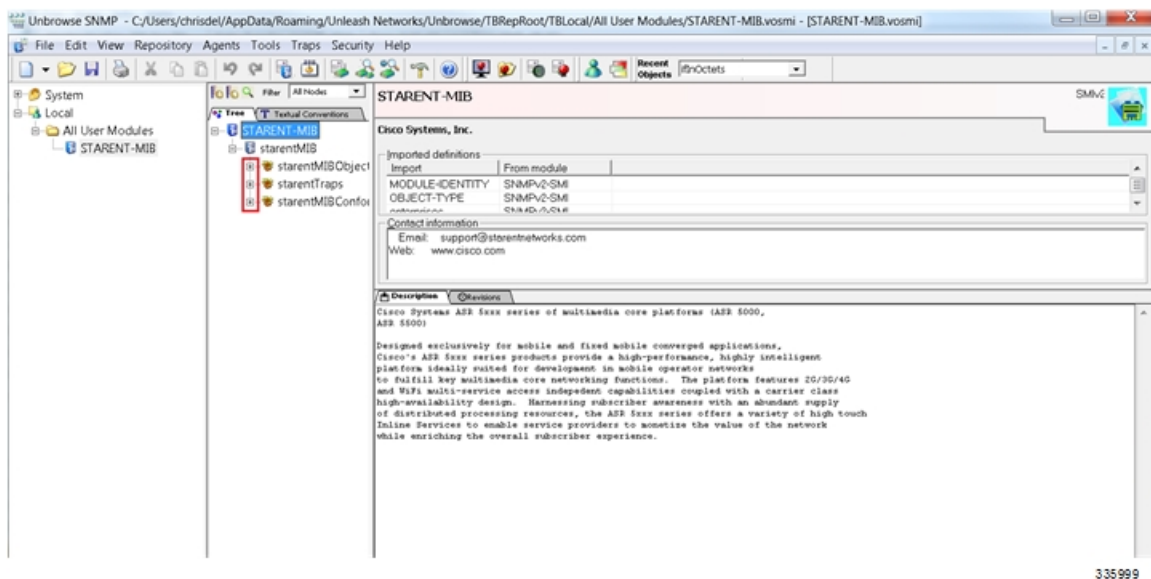 Unbrowse SNMP - C:/Users/chrisdel/AppData/Roaming/Unleash Networks/Unbrowse/TBRepRoot/TBLocal/All User Modules/STARENT-MIB.vosmi - [STARENT-MIB.vosmi]
File Edit View Repository Agents Tools Traps Security Help
Recent Objects ifInOctets
System
Local
All User Modules
STARENT-MIB
Filter All Nodes
Tree Textual Conventions
STARENT-MIB
starentMIB
starentMIBObject
starentTraps
starentMIBConfor
STARENT-MIB
Cisco Systems, Inc.
Imported definitions
Import From module
MODULE-IDENTITY SNMPv2-SMI
OBJECT-TYPE SNMPv2-SMI
enterprises SNMPv2-SMI
Contact information
Email: support@starentnetworks.com
Web: www.cisco.com
Description Revisions
Cisco Systems ASR 5xxx series of multimedia core platforms (ASR 5000,
ASR 5500)
Designed exclusively for mobile and fixed mobile converged applications,
Cisco's ASR 5xxx series products provide a high-performance, highly intelligent
platform ideally suited for development in mobile operator networks
to fulfill key multimedia core networking functions. The platform features 2G/3G/4G
and WiFi multi-service access indepedent capabilities coupled with a carrier class
high-availability design. Harnessing subscriber awareness with an abundant supply
of distributed processing resources, the ASR 5xxx series offers a variety of high touch
Inline Services to enable service providers to monetize the value of the network
while enriching the overall subscriber experience.
335999